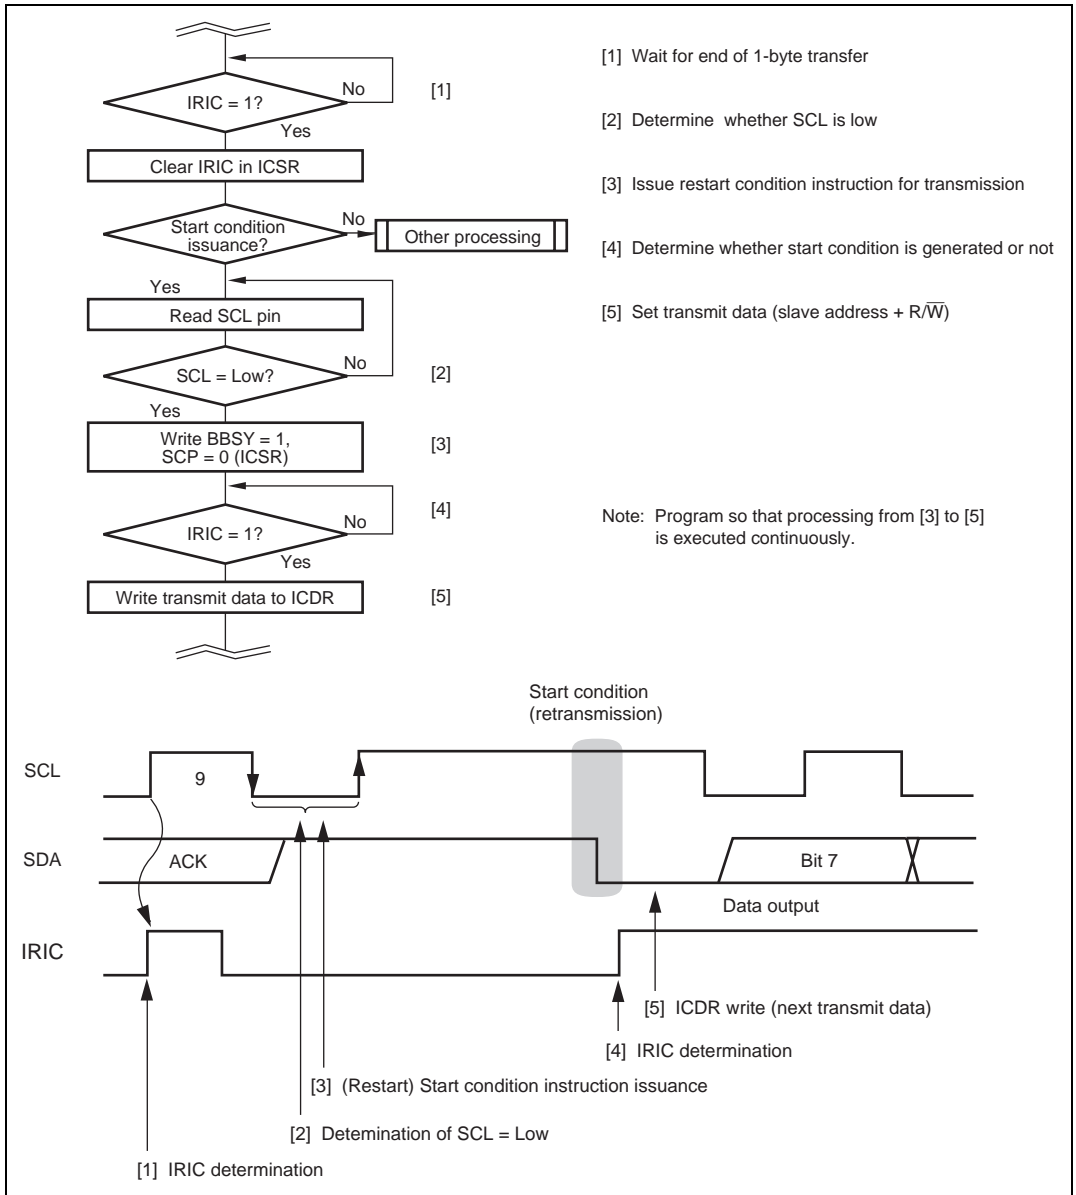 [1] Wait for end of 1-byte transfer
IRIC = 1?
No
[1]
Yes
[2] Determine whether SCL is low
Clear IRIC in ICSR
[3] Issue restart condition instruction for transmission
Start condition
issuance?
No
Other processing
[4] Determine whether start condition is generated or not
Yes
Read SCL pin
[5] Set transmit data (slave address + R/W̅)
SCL = Low?
No
[2]
Yes
Write BBSY = 1,
SCP = 0 (ICSR)
[3]
IRIC = 1?
No
[4]
Yes
Note: Program so that processing from [3] to [5]
is executed continuously.
Write transmit data to ICDR
[5]
Start condition
(retransmission)
SCL
9
SDA
ACK
Bit 7
Data output
IRIC
[5] ICDR write (next transmit data)
[4] IRIC determination
[3] (Restart) Start condition instruction issuance
[2] Detemination of SCL = Low
[1] IRIC determination